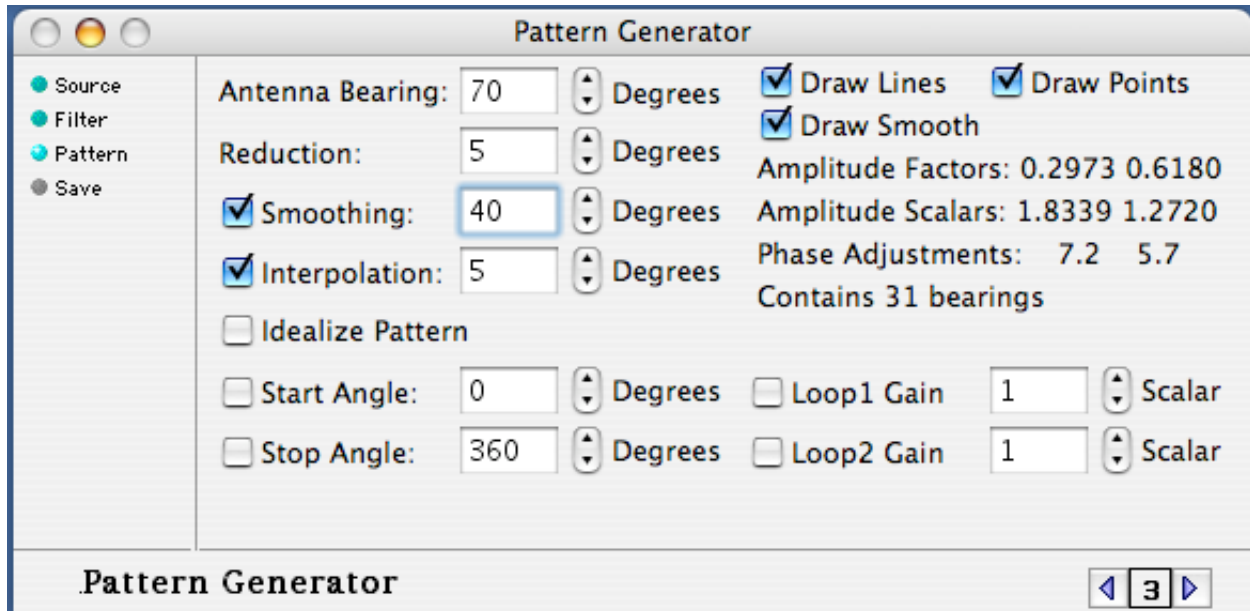 Pattern Generator
Source
Filter
Pattern
Save
Antenna Bearing: 70 Degrees
Reduction: 5 Degrees
Smoothing: 40 Degrees
Interpolation: 5 Degrees
Idealize Pattern
Start Angle: 0 Degrees
Stop Angle: 360 Degrees
Draw Lines Draw Points
Draw Smooth
Amplitude Factors: 0.2973 0.6180
Amplitude Scalars: 1.8339 1.2720
Phase Adjustments: 7.2 5.7
Contains 31 bearings
Loop1 Gain 1 Scalar
Loop2 Gain 1 Scalar
.Pattern Generator
3